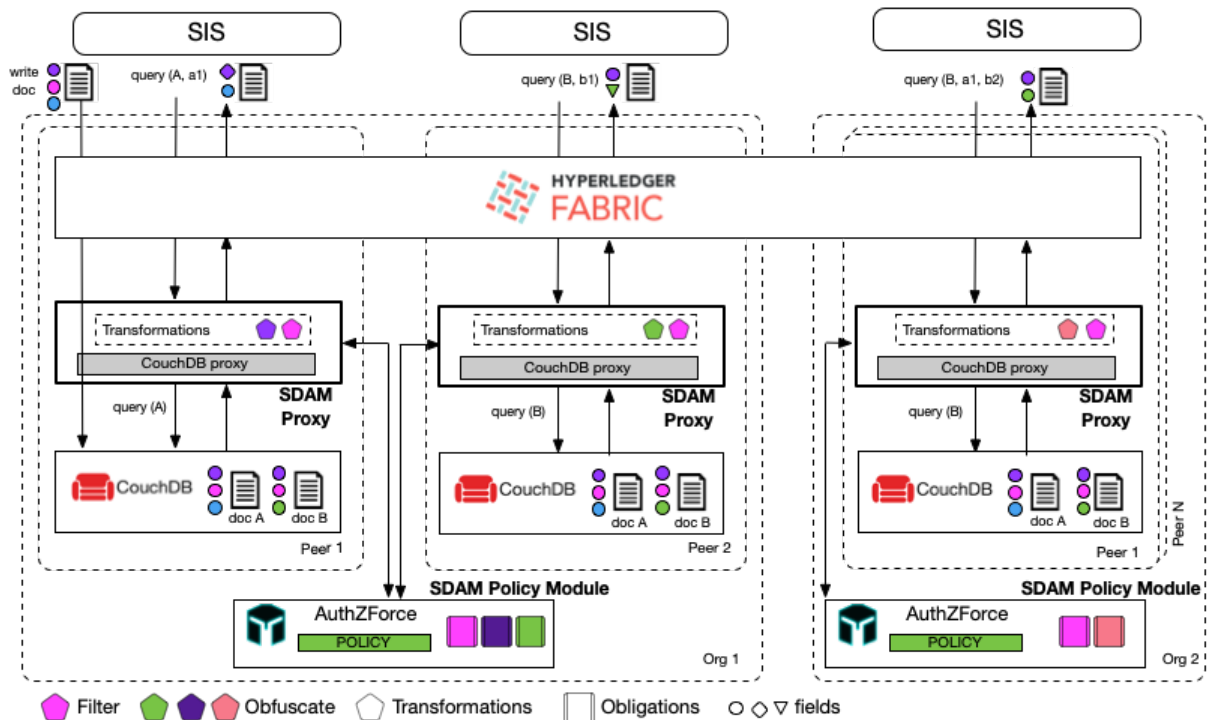 SIS
SIS
SIS
write
doc
query (A, a1)
query (B, b1)
query (B, a1, b2)
HYPERLEDGER
FABRIC
Transformations
CouchDB proxy
SDAM
Proxy
Transformations
CouchDB proxy
SDAM
Proxy
Transformations
CouchDB proxy
SDAM
Proxy
query (A)
query (B)
query (B)
CouchDB
doc A
doc B
Peer 1
CouchDB
doc A
doc B
Peer 2
CouchDB
doc A
doc B
Peer 1
Peer N
SDAM Policy Module
AuthZForce
POLICY
Org 1
SDAM Policy Module
AuthZForce
POLICY
Org 2
Filter
Obfuscate
Transformations
Obligations
fields